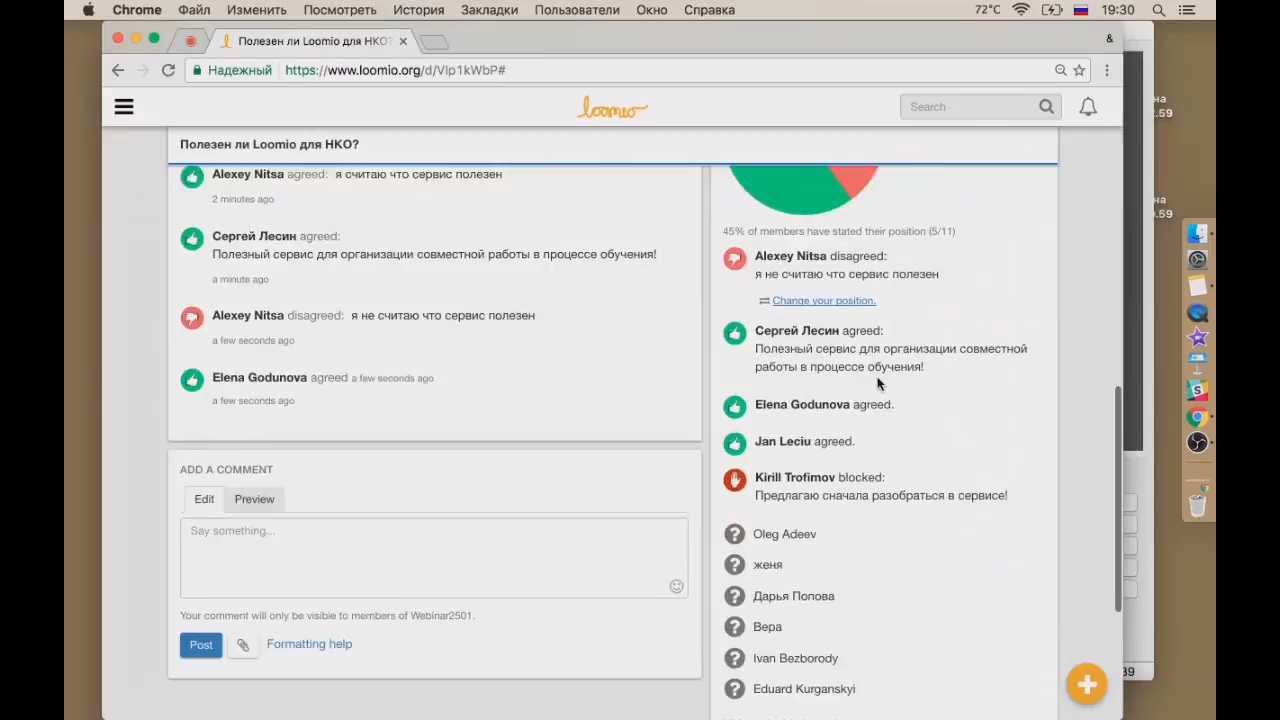 Chrome Файл Изменить Посмотреть История Закладки Пользователи Окно Справка 72°C 19:30
Полезен ли Loomio для НКО? &
Надежный https://www.loomio.org/d/VIp1kWbP#
loomio Search
Полезен ли Loomio для НКО?
Alexey Nitsa agreed: я считаю что сервис полезен
2 minutes ago
Сергей Лесин agreed:
Полезный сервис для организации совместной работы в процессе обучения!
a minute ago
Alexey Nitsa disagreed: я не считаю что сервис полезен
a few seconds ago
Elena Godunova agreed a few seconds ago
a few seconds ago
ADD A COMMENT
Edit Preview
Say something...
Your comment will only be visible to members of Webinar2501.
Post Formatting help
45% of members have stated their position (5/11)
Alexey Nitsa disagreed:
я не считаю что сервис полезен
Change your position.
Сергей Лесин agreed:
Полезный сервис для организации совместной
работы в процессе обучения!
Elena Godunova agreed.
Jan Leciu agreed.
Kirill Trofimov blocked:
Предлагаю сначала разобраться в сервисе!
Oleg Adeev
женя
Дарья Попова
Вера
Ivan Bezborody
Eduard Kurganskyi
на
.59
на
.59
39